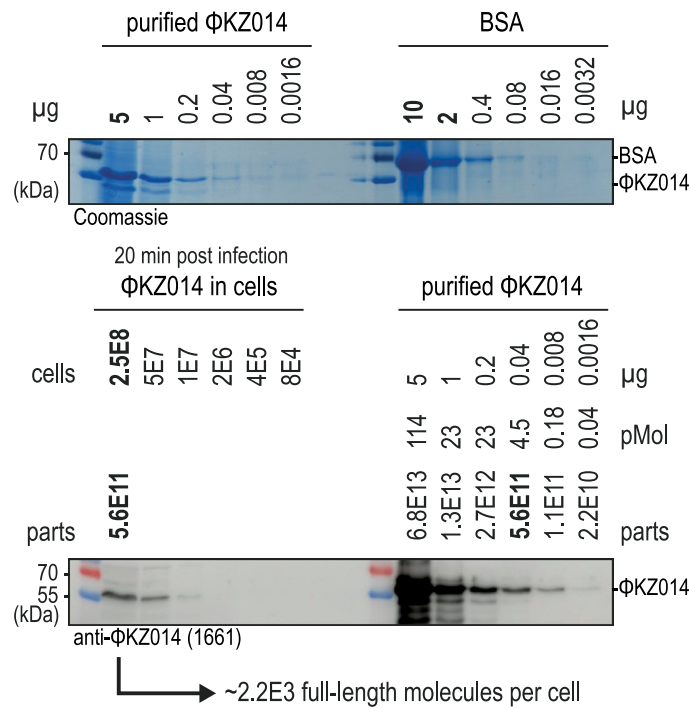 purified ΦKZ014 BSA
µg 5 1 0.2 0.04 0.008 0.0016 10 2 0.4 0.08 0.016 0.0032 µg
70
(kDa)
BSA
ΦKZ014
Coomassie
20 min post infection
ΦKZ014 in cells purified ΦKZ014
cells 2.5E8 5E7 1E7 2E6 4E5 8E4 5 1 0.2 0.04 0.008 0.0016 µg
114 23 23 4.5 0.18 0.04 pMol
parts 5.6E11 6.8E13 1.3E13 2.7E12 5.6E11 1.1E11 2.2E10 parts
70
55
(kDa)
ΦKZ014
anti-ΦKZ014 (1661)
~2.2E3 full-length molecules per cell